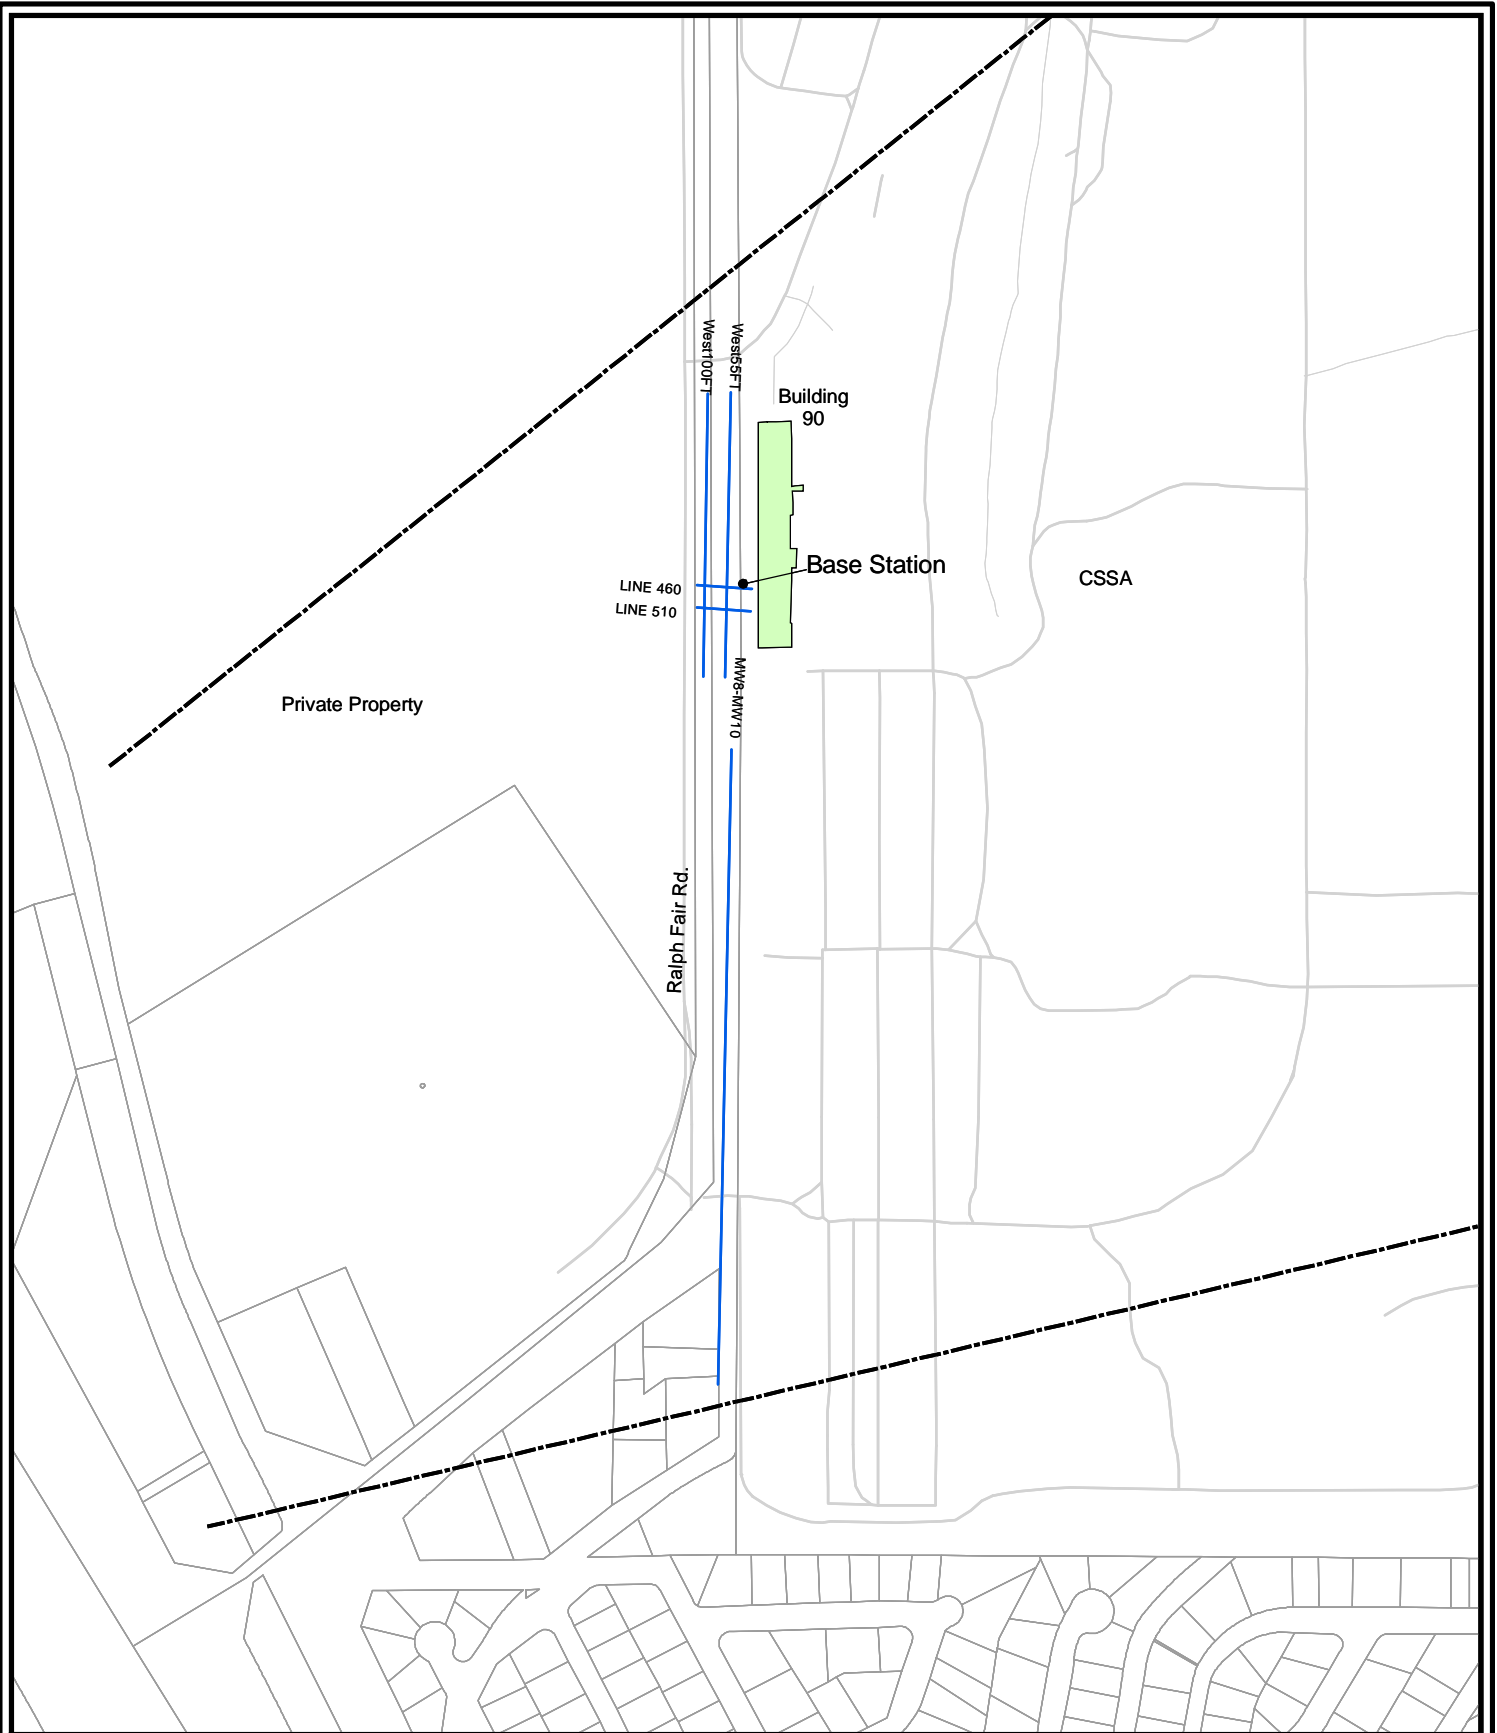 West100FT
West55FT
Building
90
Base Station
CSSA
LINE 460
LINE 510
MW8-MW10
Private Property
Ralph Fair Rd.